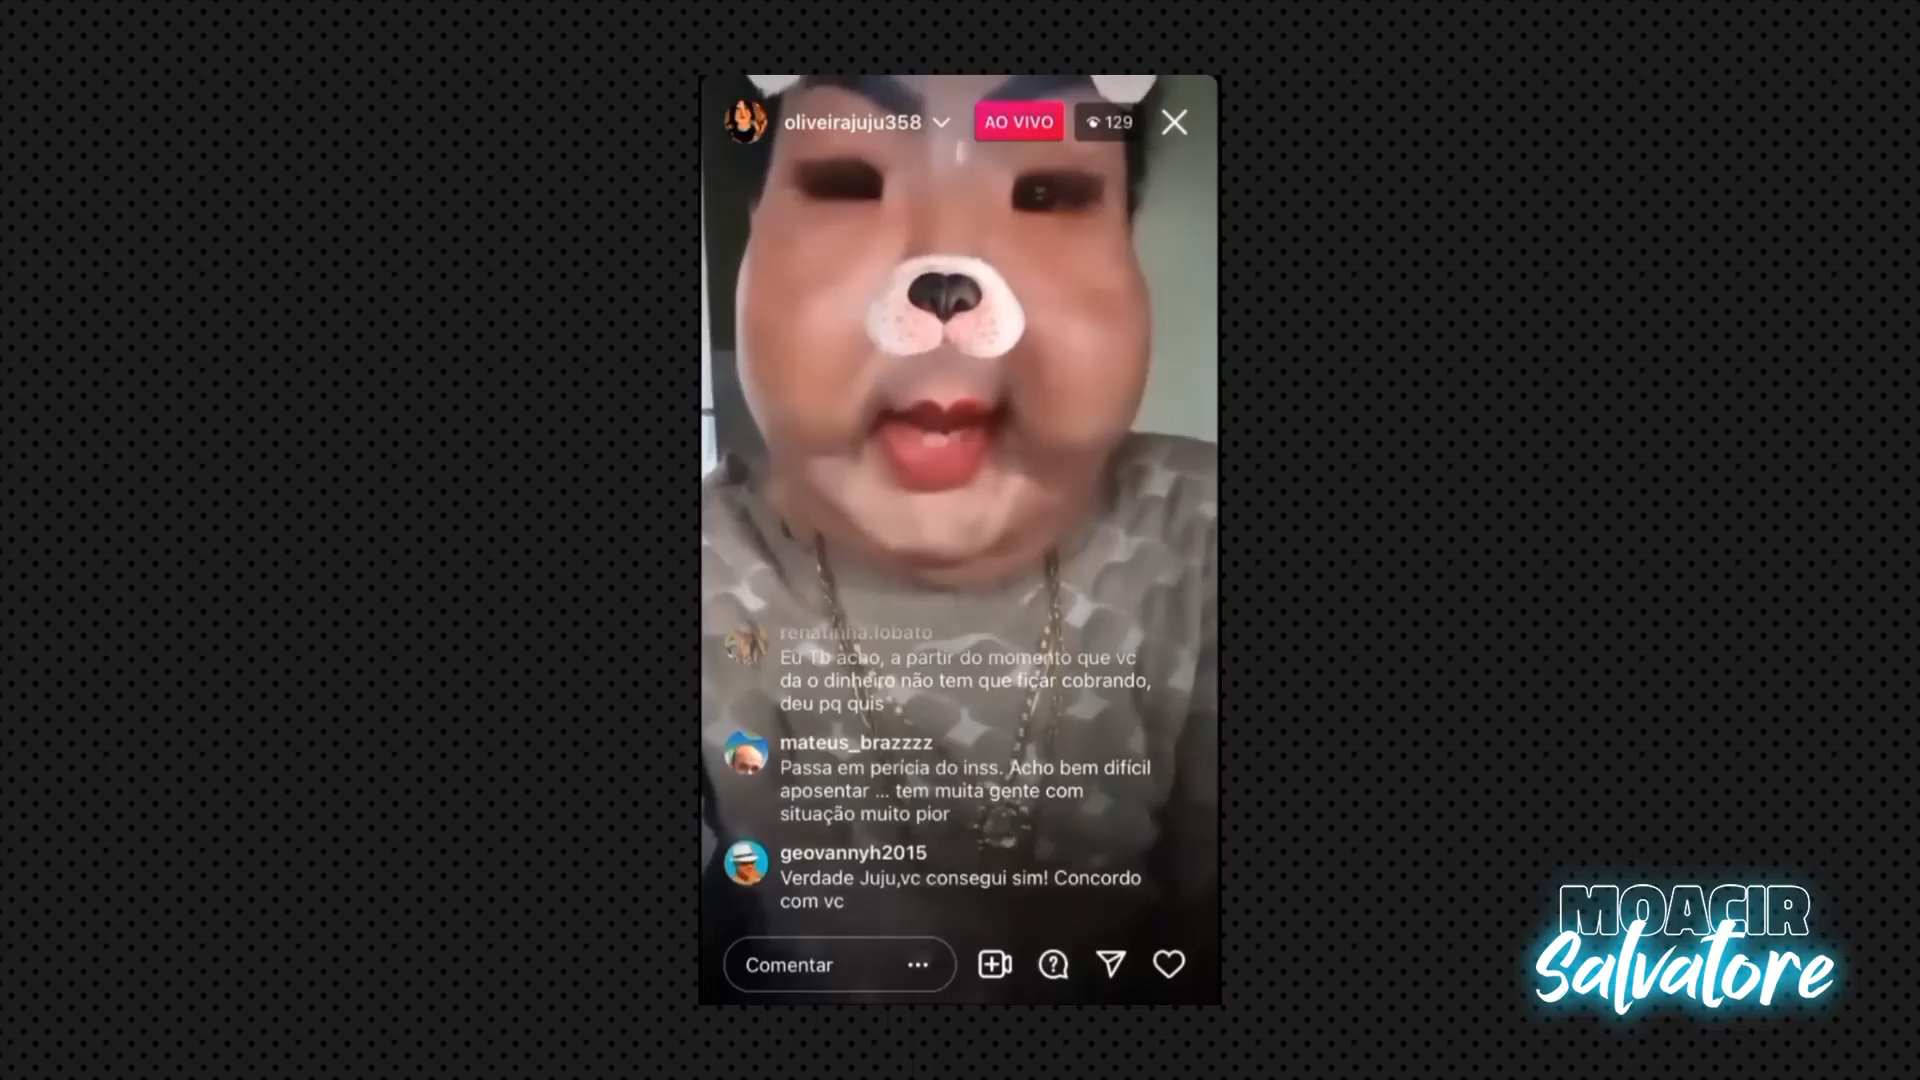 oliveirajuju358
AO VIVO
129
renatinha.lobato
Eu Tb acho, a partir do momento que vc
da o dinheiro não tem que ficar cobrando,
deu pq quis
mateus_brazzzz
Passa em perícia do inss. Acho bem difícil
aposentar ... tem muita gente com
situação muito pior
geovannyh2015
Verdade Juju,vc consegui sim! Concordo
com vc
Comentar
MOACIR
Salvatore